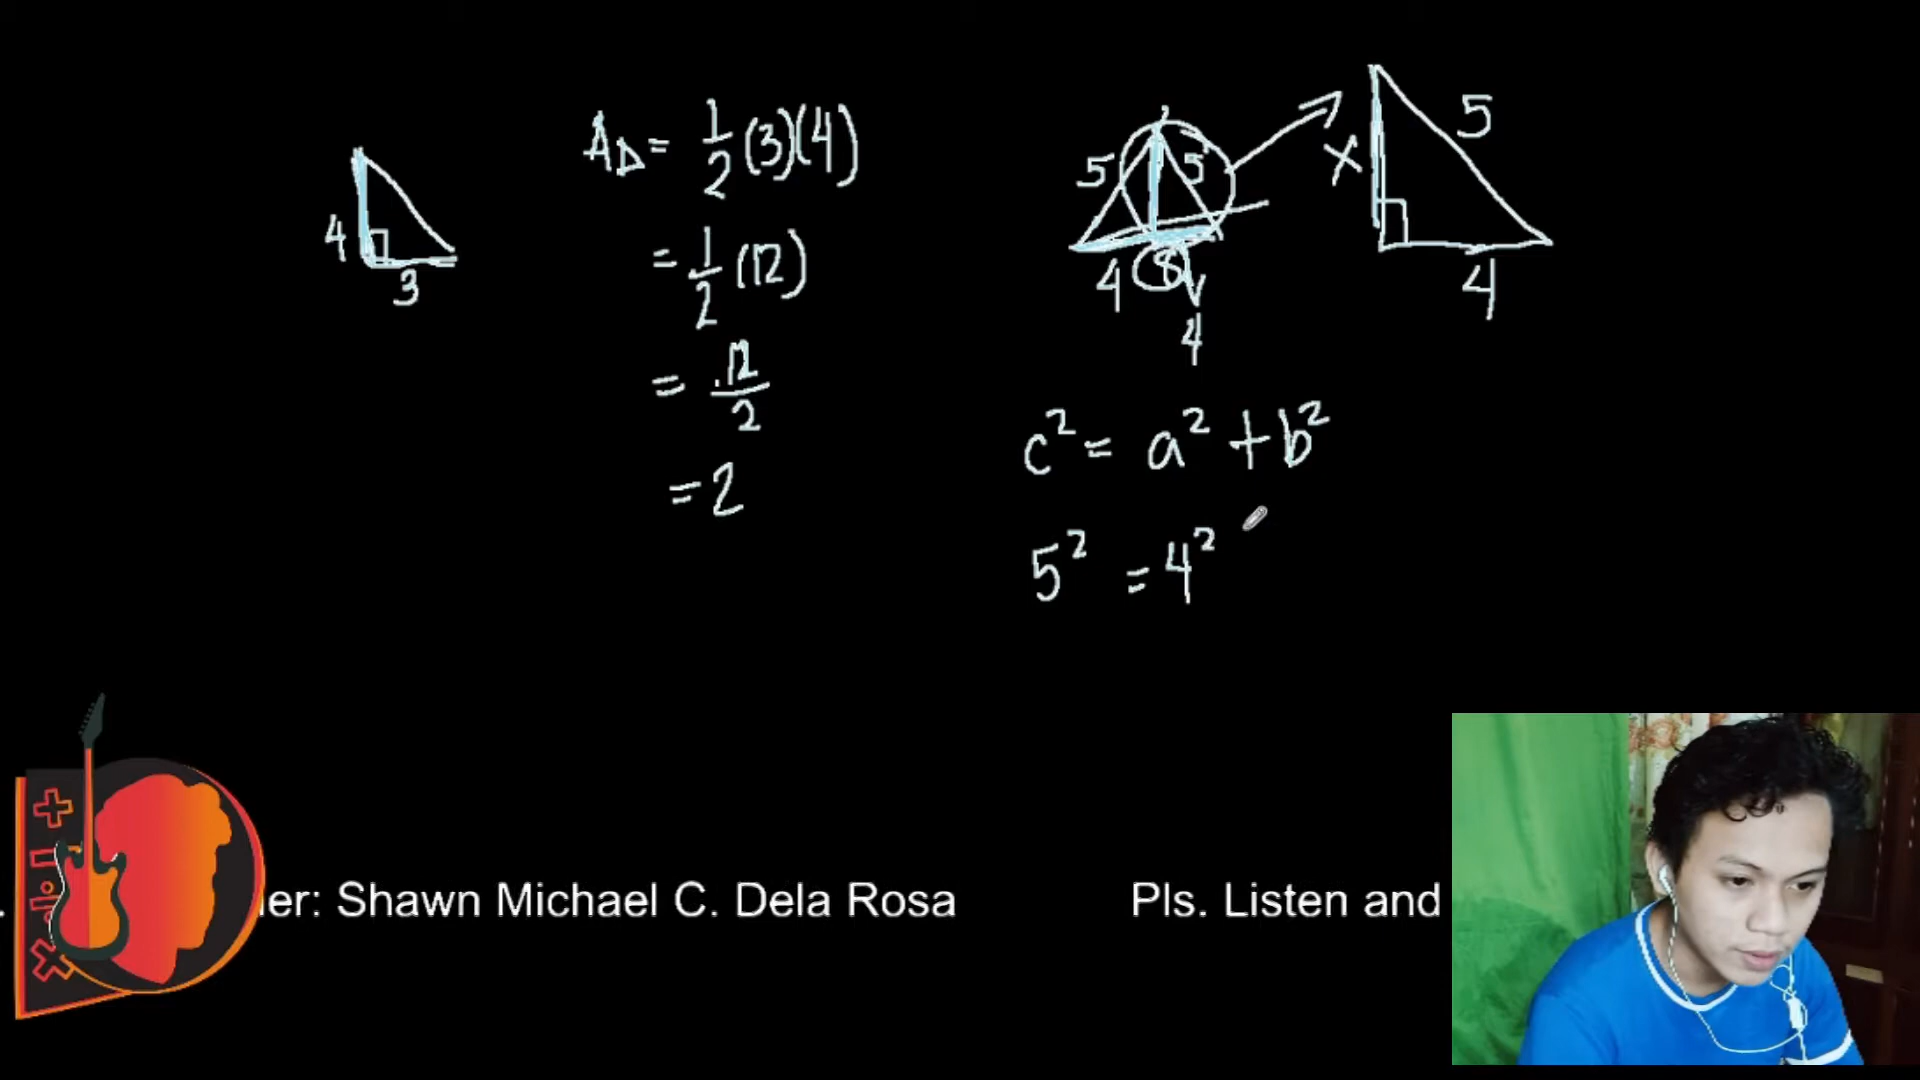 4
3
A△ = 1/2 (3)(4)
= 1/2 (12)
= 12/2
= 2
5 5
4 8
4
X 5
4
c² = a² + b²
5² = 4²
+
−
÷
×
er: Shawn Michael C. Dela Rosa Pls. Listen and